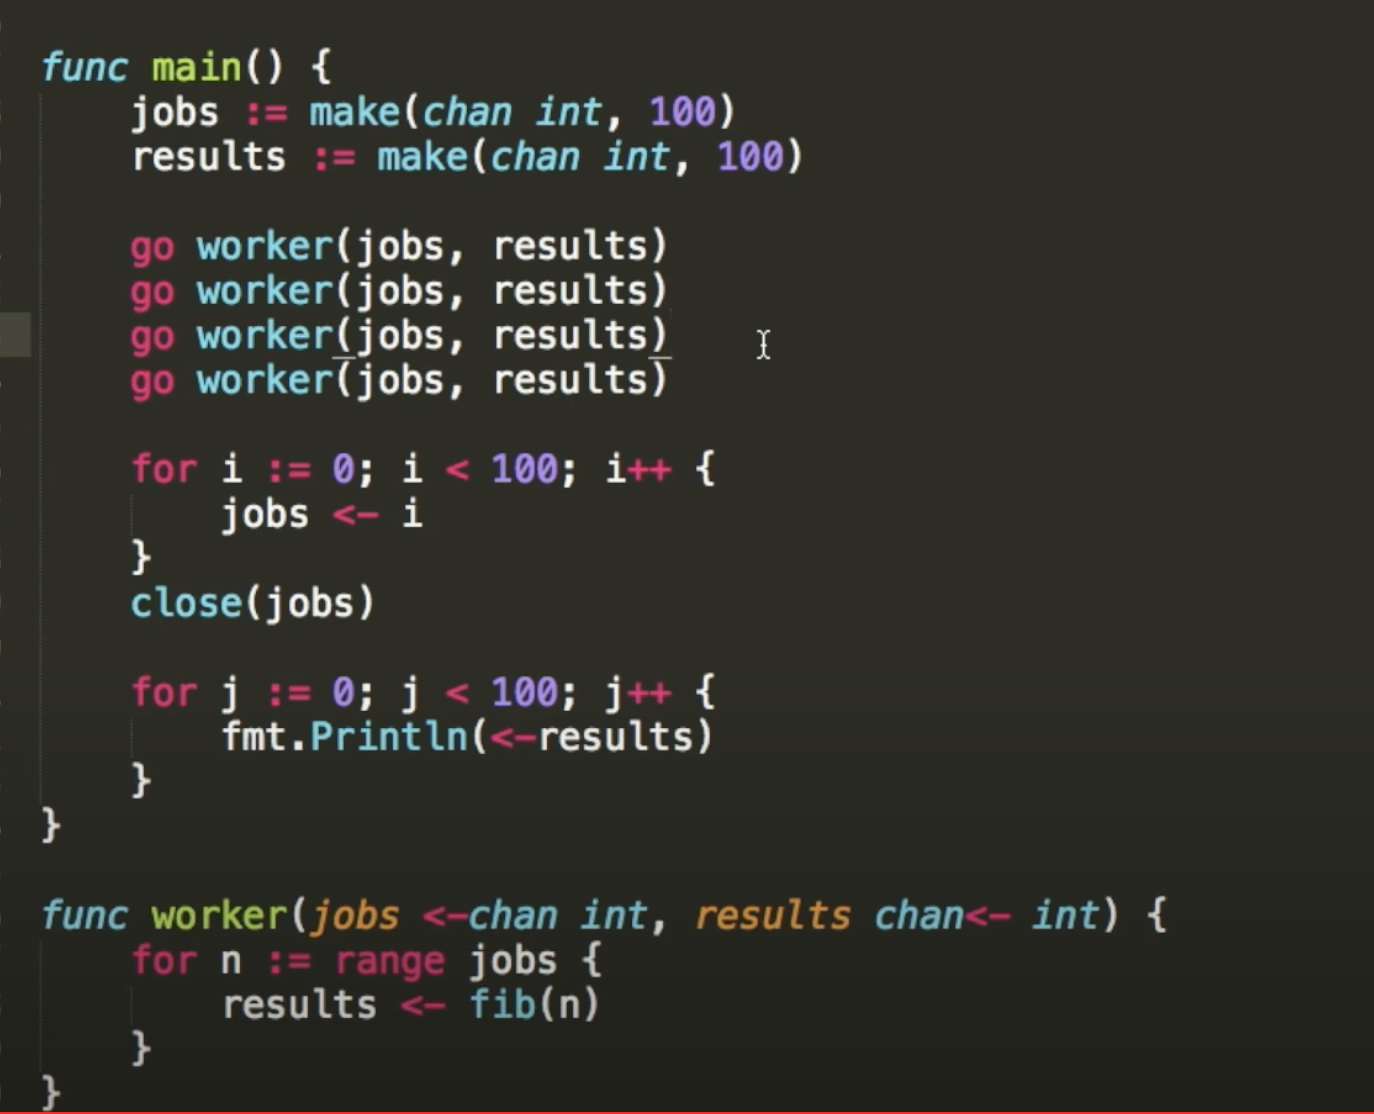 func main() {
    jobs := make(chan int, 100)
    results := make(chan int, 100)

    go worker(jobs, results)
    go worker(jobs, results)
    go worker(jobs, results)
    go worker(jobs, results)

    for i := 0; i < 100; i++ {
        jobs <- i
    }
    close(jobs)

    for j := 0; j < 100; j++ {
        fmt.Println(<-results)
    }
}

func worker(jobs <-chan int, results chan<- int) {
    for n := range jobs {
        results <- fib(n)
    }
}